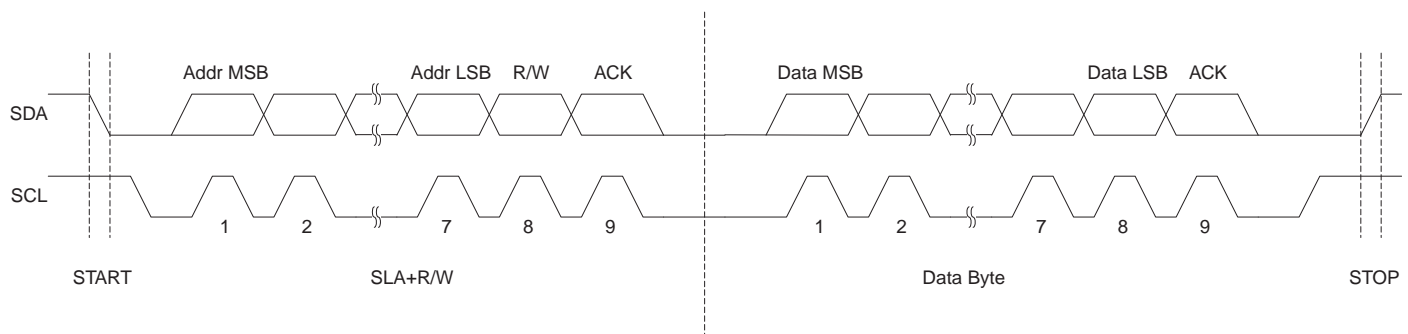 Addr MSB Addr LSB R/W ACK Data MSB Data LSB ACK
SDA
SCL
1 2 7 8 9 1 2 7 8 9
START SLA+R/W Data Byte STOP